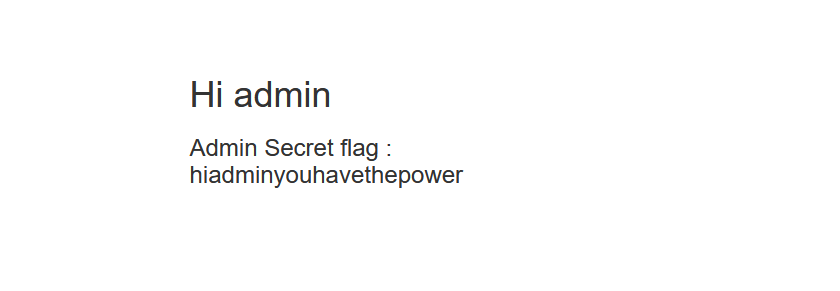 Hi admin
Admin Secret flag :
hiadminyouhavethepower